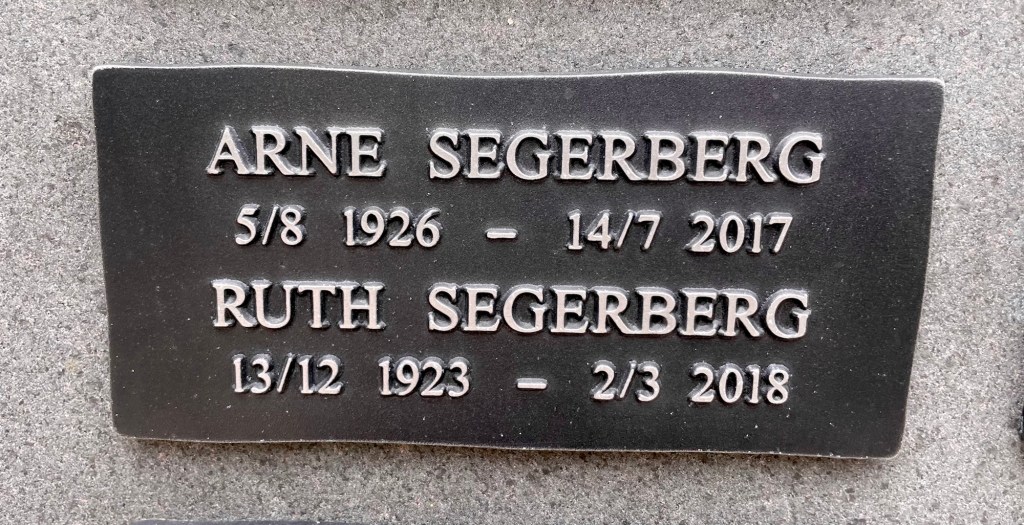 ARNE SEGERBERG
5/8 1926 – 14/7 2017
RUTH SEGERBERG
13/12 1923 – 2/3 2018